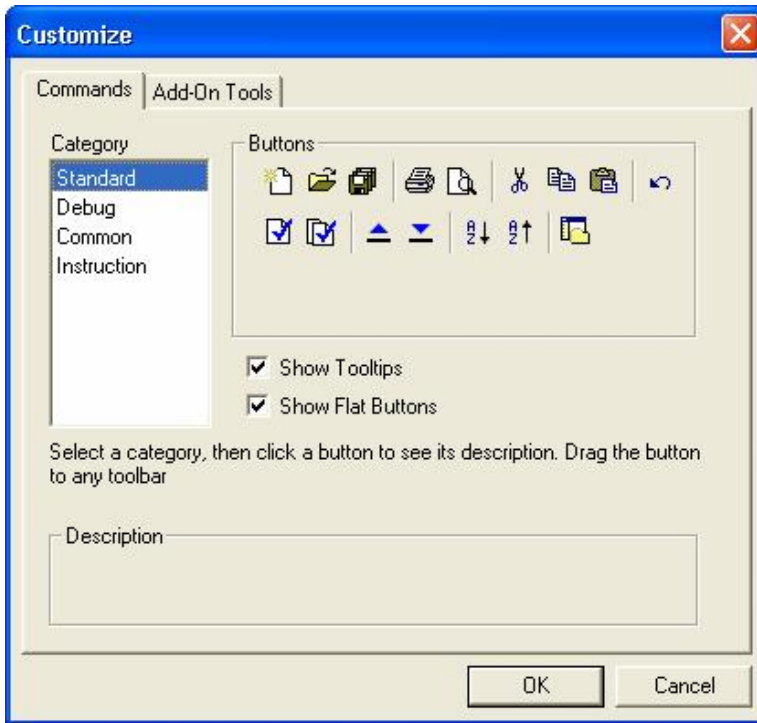 Customize
Commands
Add-On Tools
Category
Standard
Debug
Common
Instruction
Buttons
Show Tooltips
Show Flat Buttons
Select a category, then click a button to see its description. Drag the button
to any toolbar
Description
OK
Cancel